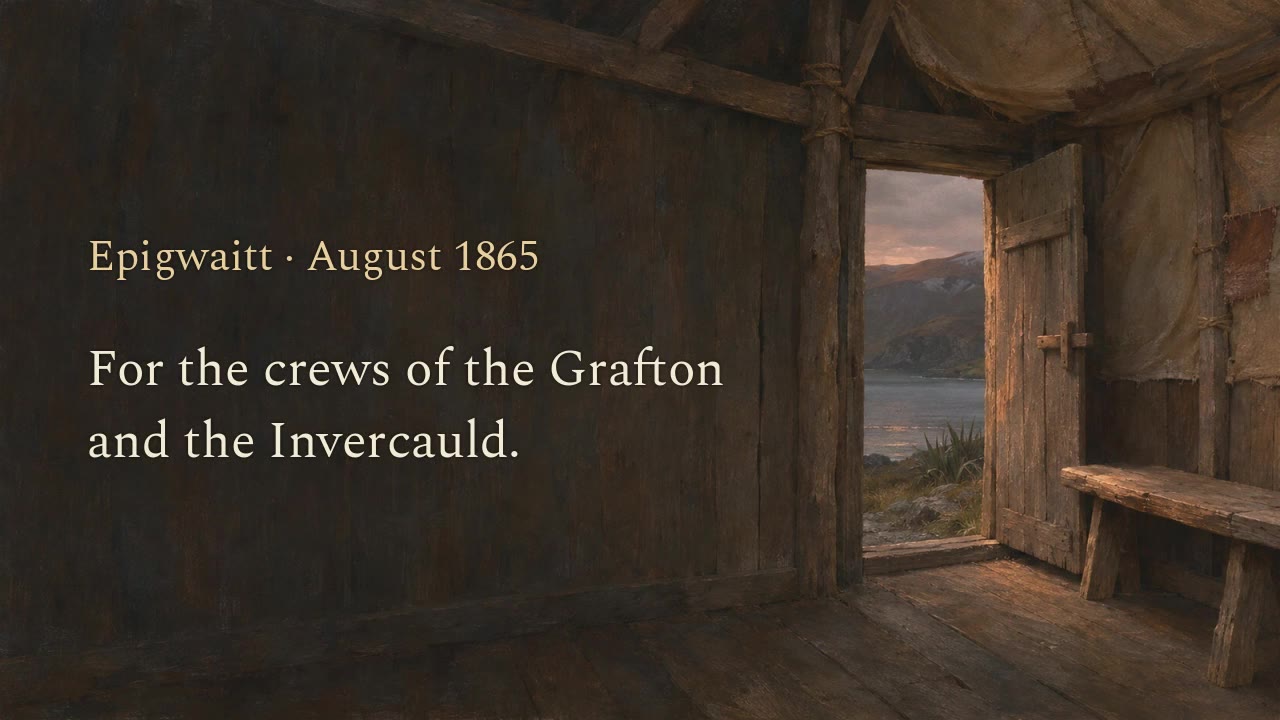 Epigwaitt · August 1865
For the crews of the Grafton
and the Invercauld.